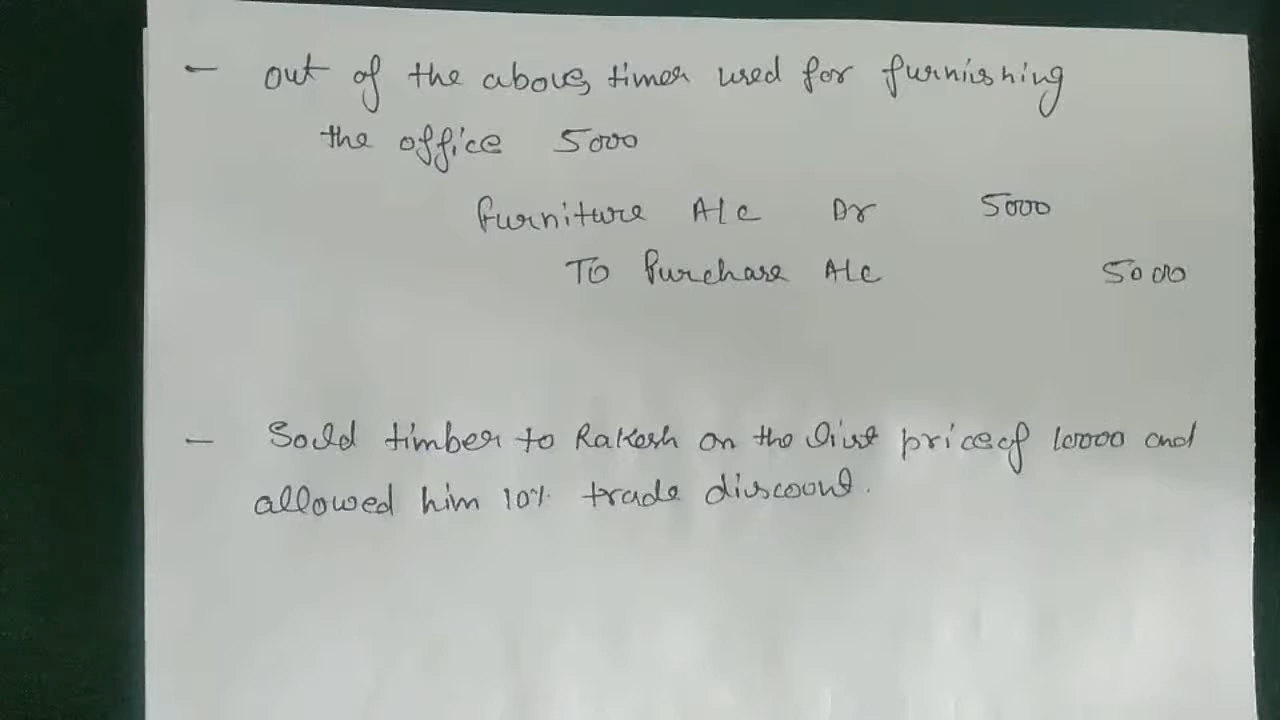 - out of the above, timer used for furnishing
the office 5000
furniture A/c Dr 5000
To Purchase A/c 5000
- Sold timber to Rakesh on the list price of 10000 and
allowed him 10% trade discount.